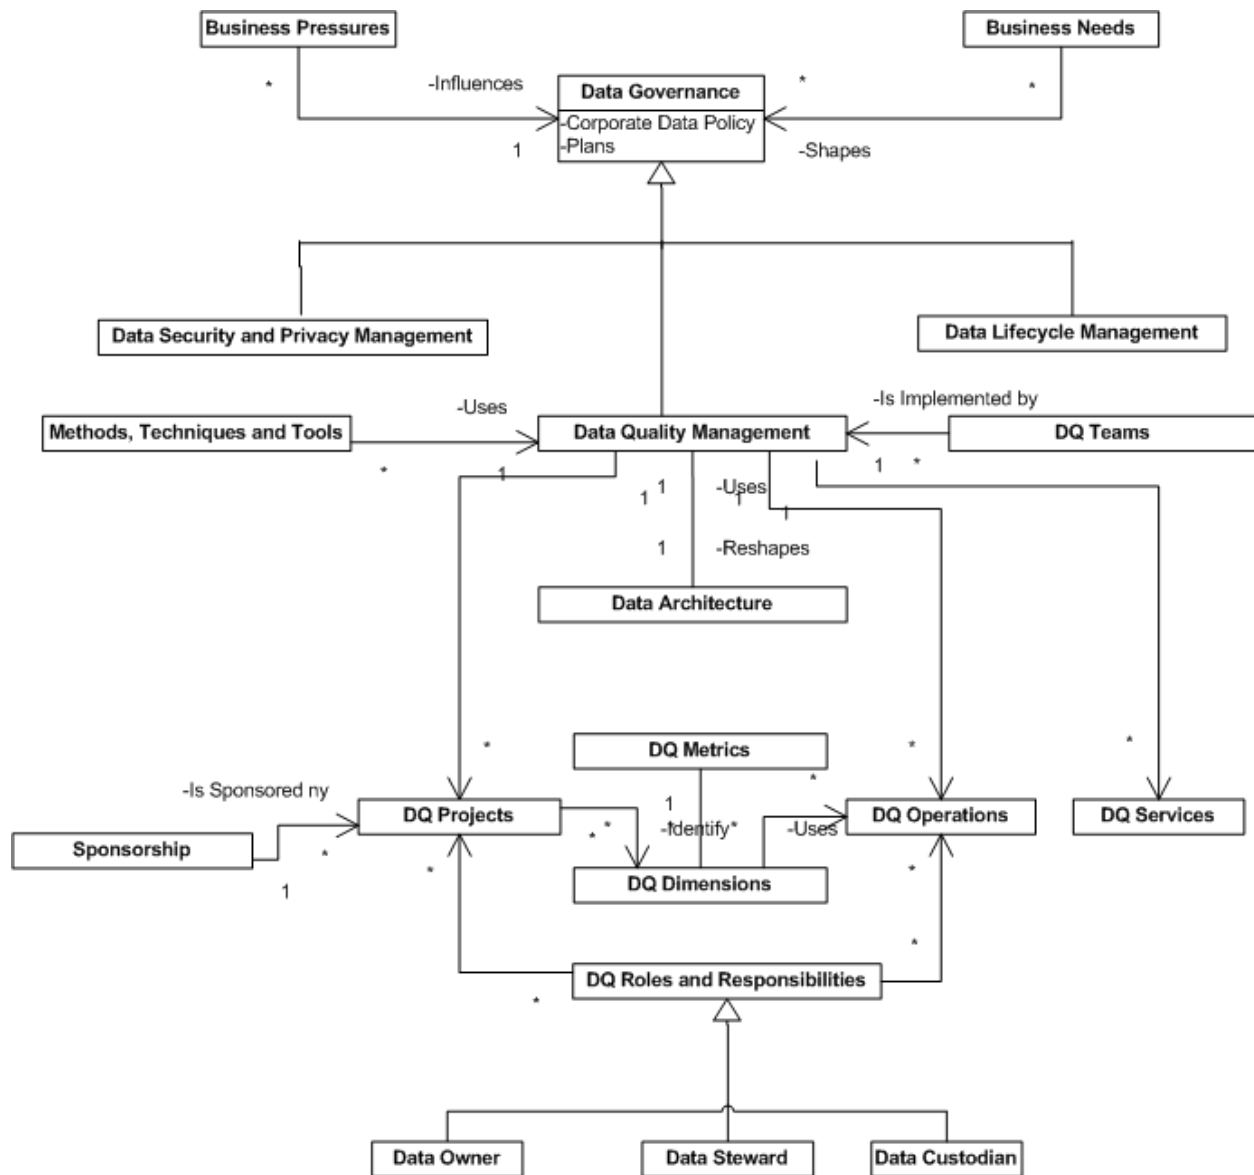 Business Pressures
Business Needs
*
-Influences
Data Governance
*
*
-Corporate Data Policy
-Plans
1
-Shapes
Data Security and Privacy Management
Data Lifecycle Management
-Uses
-Is Implemented by
Methods, Techniques and Tools
Data Quality Management
DQ Teams
*
1
1
*
1
1
-Uses
1
1
1
-Reshapes
Data Architecture
*
DQ Metrics
*
*
*
-Is Sponsored ny
1
DQ Projects
*
*
-Identify*
*
-Uses
DQ Operations
DQ Services
Sponsorship
*
1
*
DQ Dimensions
*
*
DQ Roles and Responsibilities
*
Data Owner
Data Steward
Data Custodian